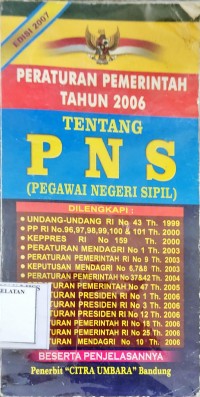 EDISI 2007
PERATURAN PEMERINTAH
TAHUN 2006
TENTANG
PNS
(PEGAWAI NEGERI SIPIL)
DILENGKAPI :
• UNDANG-UNDANG RI No 43 Th. 1999
• PP RI No.96,97,98,99,100 & 101 Th. 2000
• KEPPRES RI No 159 Th. 2000
• PERATURAN MENDAGRI No 1 Th. 2003
• PERATURAN PEMERINTAH RI No 9 Th. 2003
• KEPUTUSAN MENDAGRI No 6,7&8 Th. 2003
PERATURAN PEMERINTAH No 37&42 Th. 2004
PERATURAN PEMERINTAH No 47 Th. 2006
PERATURAN PRESIDEN RI No 1 Th. 2006
PERATURAN PRESIDEN RI No 3 Th. 2006
PERATURAN PRESIDEN RI No 12 Th. 2006
PERATURAN PEMERINTAH RI No 18 Th. 2006
PERATURAN PEMERINTAH RI No 25 Th. 2006
PERATURAN MENDAGRI No 10 Th. 2006
ELATAN
BESERTA PENJELASANNYA
Penerbit "CITRA UMBARA" Bandung